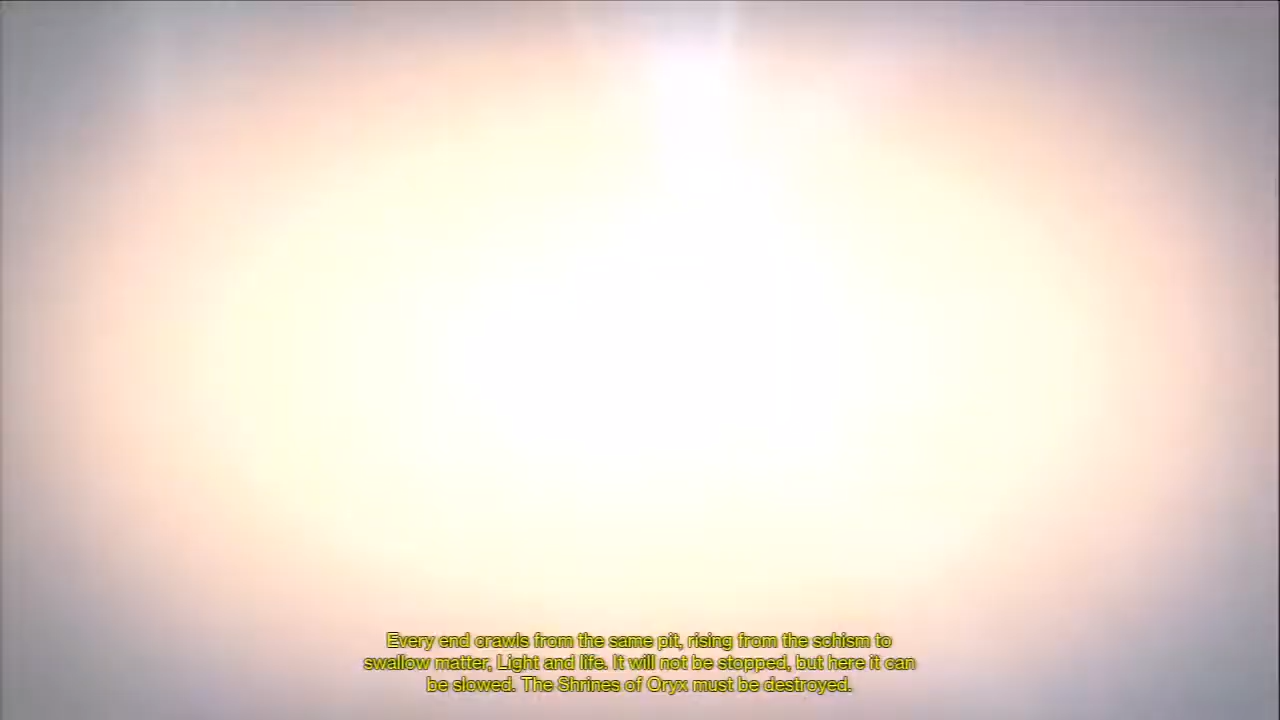 Every end crawls from the same pit, rising from the schism to
swallow matter, Light and life. It will not be stopped, but here it can
be slowed. The Shrines of Oryx must be destroyed.